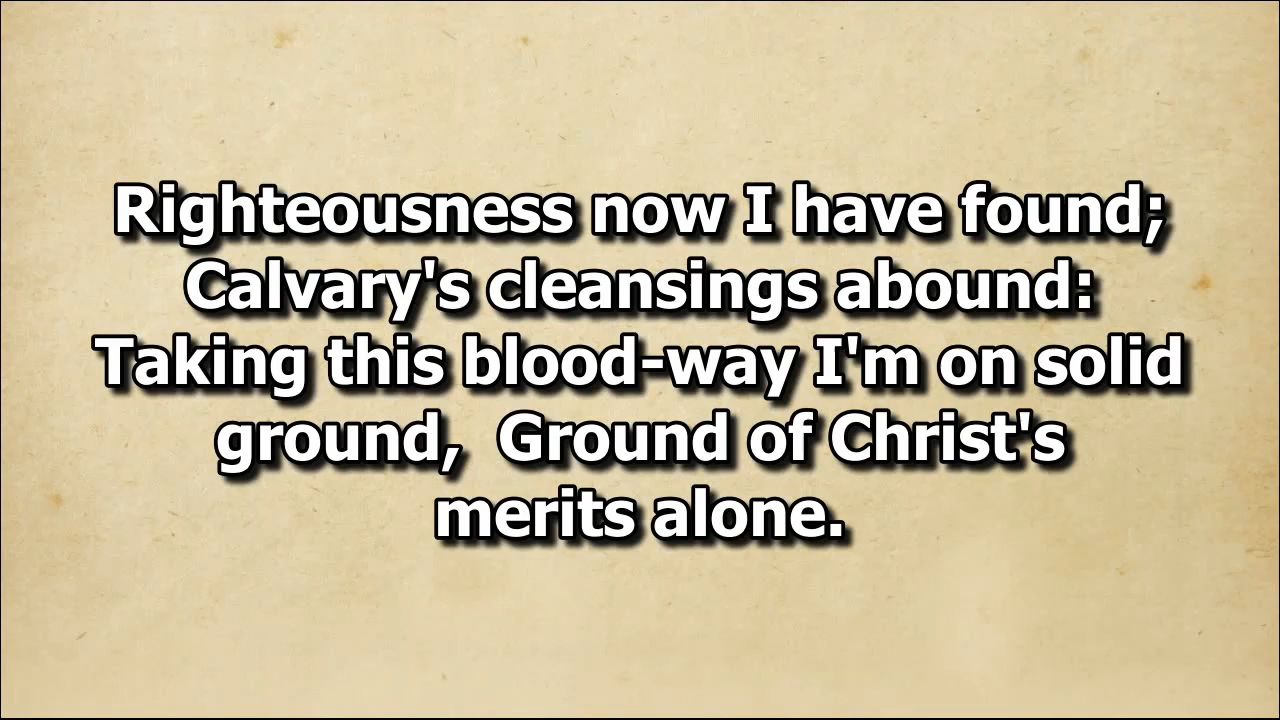 Righteousness now I have found;
Calvary's cleansings abound:
Taking this blood-way I'm on solid
ground,  Ground of Christ's
merits alone.